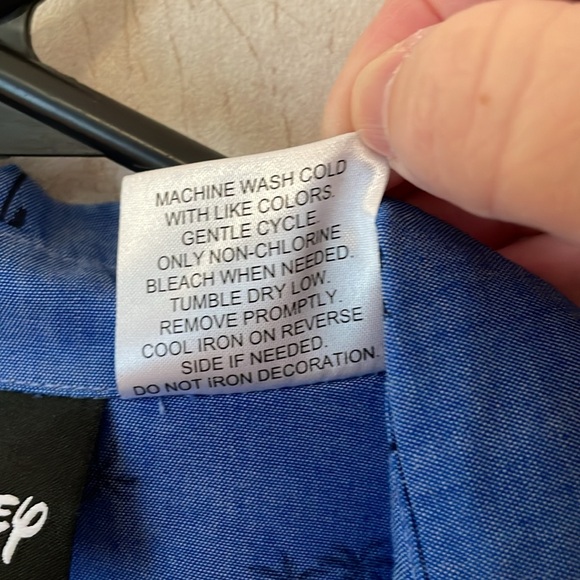 MACHINE WASH COLD
WITH LIKE COLORS.
GENTLE CYCLE.
ONLY NON-CHLORINE
BLEACH WHEN NEEDED.
TUMBLE DRY LOW.
REMOVE PROMPTLY.
COOL IRON ON REVERSE
SIDE IF NEEDED.
DO NOT IRON DECORATION.